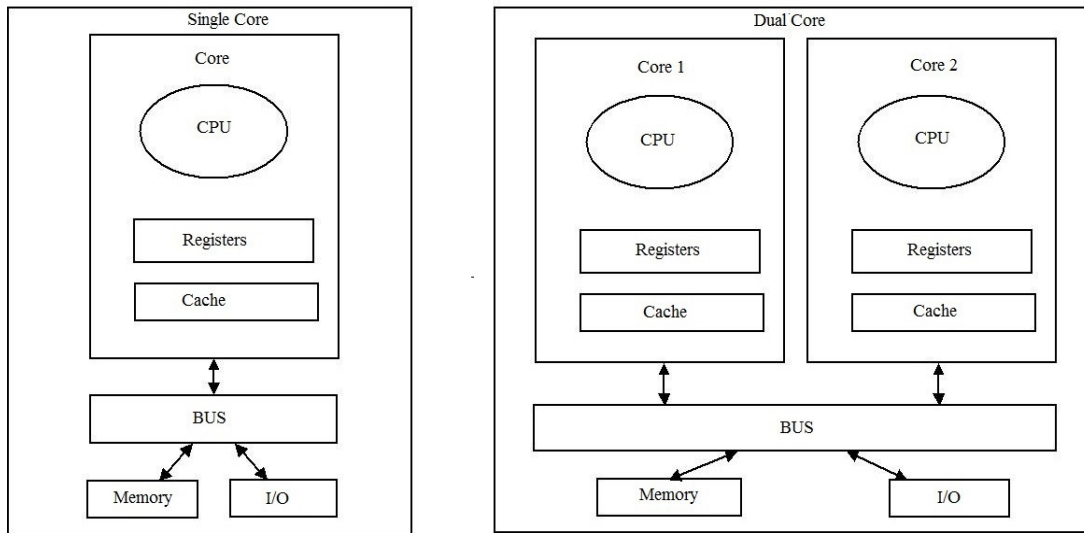 Single Core
Core
CPU
Registers
Cache
BUS
Memory
I/O
Dual Core
Core 1
CPU
Registers
Cache
Core 2
CPU
Registers
Cache
BUS
Memory
I/O